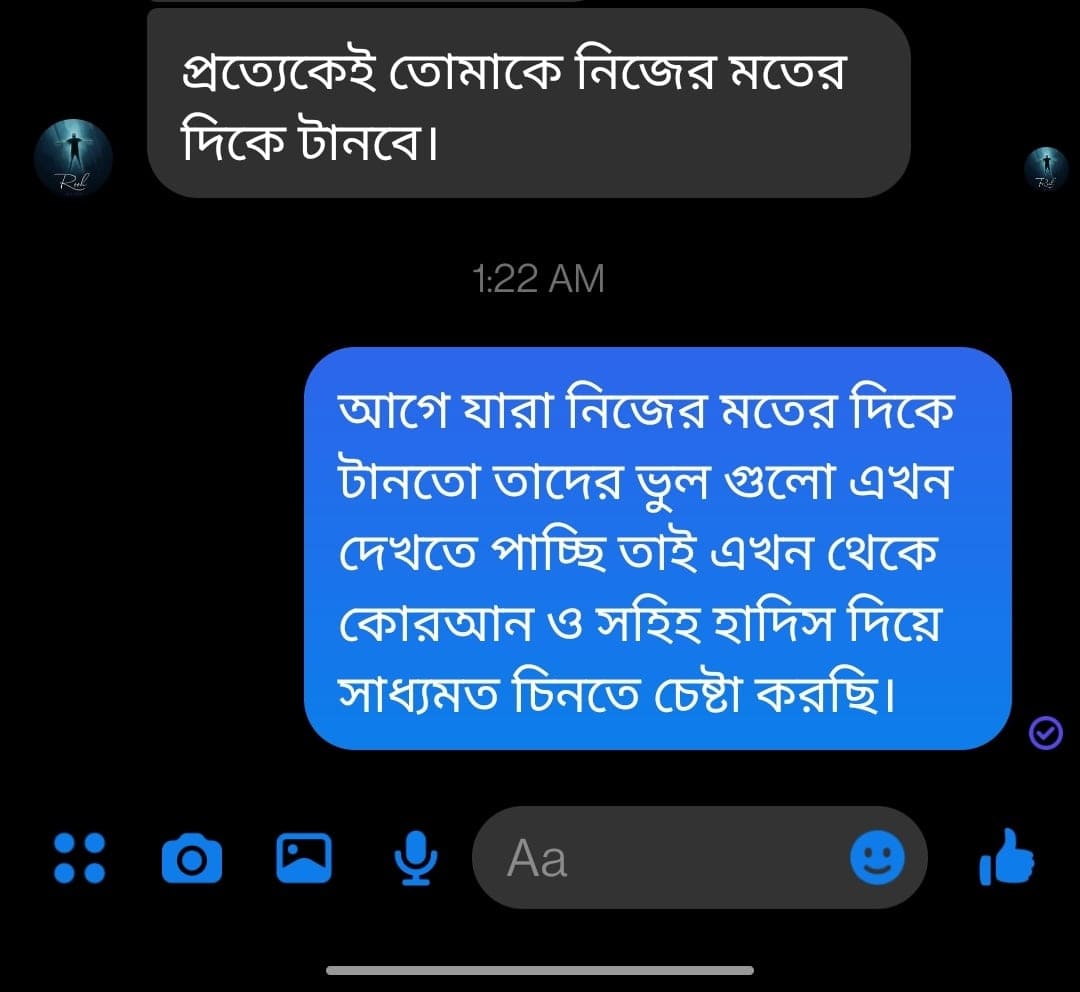 প্রত্যেকেই তোমাকে নিজের মতের
দিকে টানবে।
1:22 AM
আগে যারা নিজের মতের দিকে
টানতো তাদের ভুল গুলো এখন
দেখতে পাচ্ছি তাই এখন থেকে
কোরআন ও সহিহ হাদিস দিয়ে
সাধ্যমত চিনতে চেষ্টা করছি।
Aa